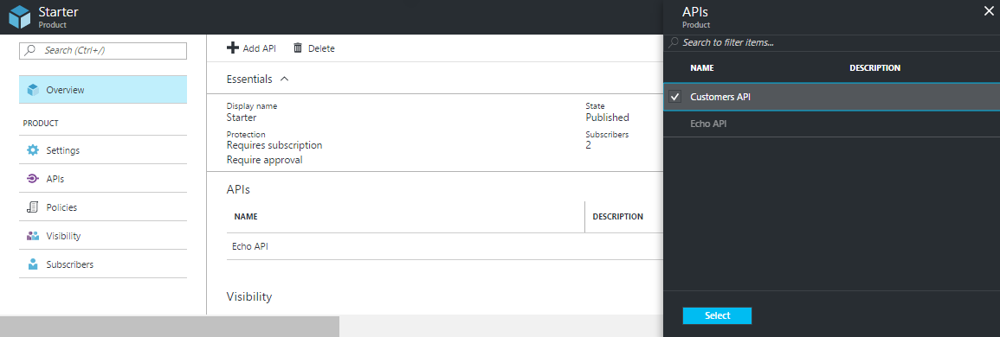 Starter
Product
Search (Ctrl+/)
Overview
PRODUCT
Settings
APIs
Policies
Visibility
Subscribers
Add API Delete
Essentials
Display name
Starter
State
Published
Protection
Requires subscription
Require approval
Subscribers
2
APIs
NAME DESCRIPTION
Echo API
Visibility
APIs
Product
Search to filter items...
NAME DESCRIPTION
Customers API
Echo API
Select